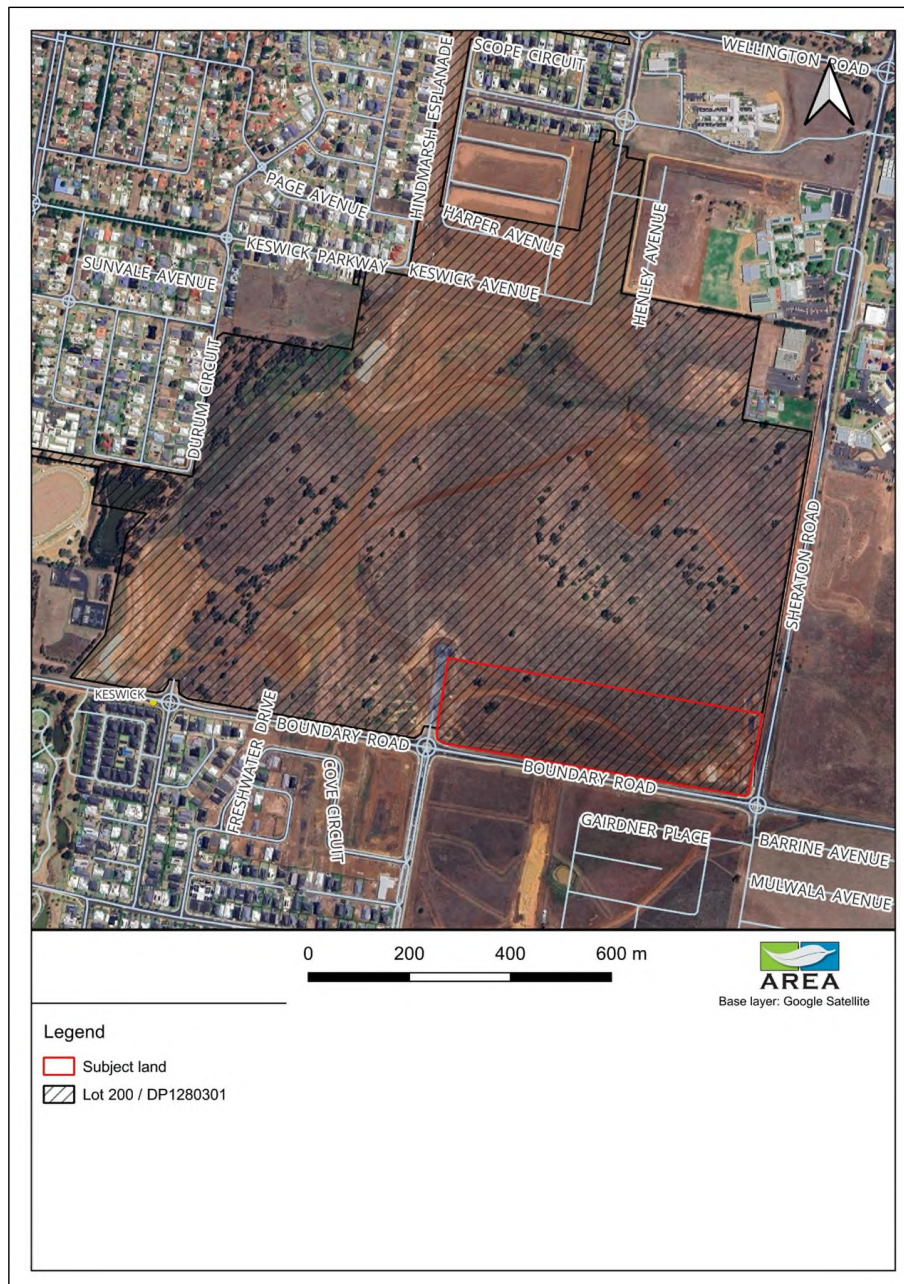 WELLINGTON ROAD
SCOPE CIRCUIT
HINDMARSH ESPLANADE
PAGE AVENUE
HARPER AVENUE
HENLEY AVENUE
KESWICK PARKWAY
KESWICK AVENUE
SUNVALE AVENUE
DURUM CIRCUIT
SHERATON ROAD
KESWICK
FRESHWATER DRIVE
BOUNDARY ROAD
COVE CIRCUIT
BOUNDARY ROAD
GAIRDNER PLACE
BARRINE AVENUE
MULWALA AVENUE
0 200 400 600 m
AREA
Base layer: Google Satellite
Legend
Subject land
Lot 200 / DP1280301